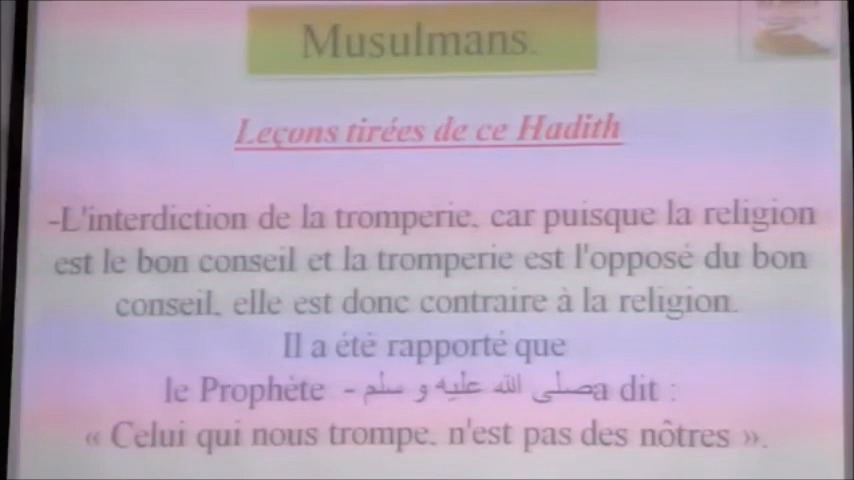 Musulmans.
Leçons tirées de ce Hadith
-L'interdiction de la tromperie, car puisque la religion
est le bon conseil et la tromperie est l'opposé du bon
conseil, elle est donc contraire à la religion.
Il a été rapporté que
le Prophète - صلى الله عليه و سلمa dit :
« Celui qui nous trompe, n'est pas des nôtres ».